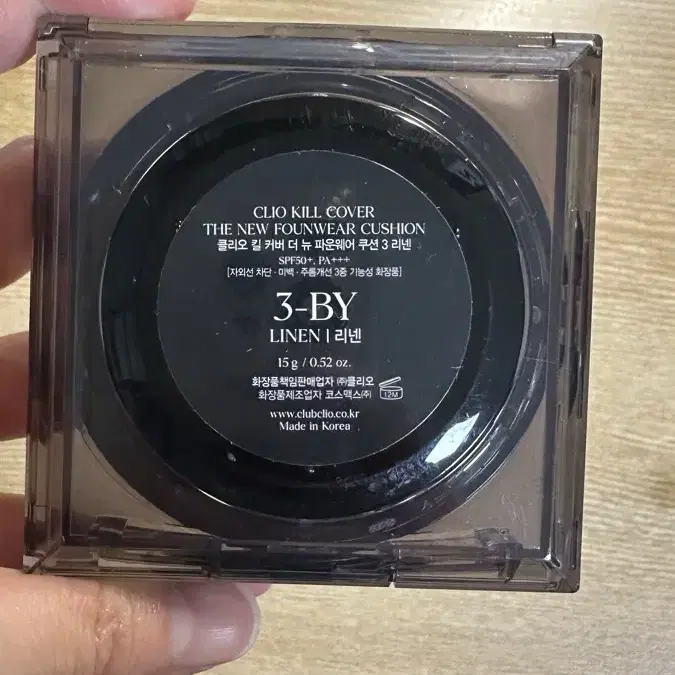 CLIO KILL COVER
THE NEW FOUNWEAR CUSHION
클리오 킬 커버 더 뉴 파운웨어 쿠션 3 리넨
SPF50+, PA+++
[자외선 차단 · 미백 · 주름개선 3중 기능성 화장품]
3-BY
LINEN | 리넨
15 g / 0.52 oz.
화장품책임판매업자 ㈜클리오
화장품제조업자 코스맥스㈜
12M
www.clubclio.co.kr
Made in Korea